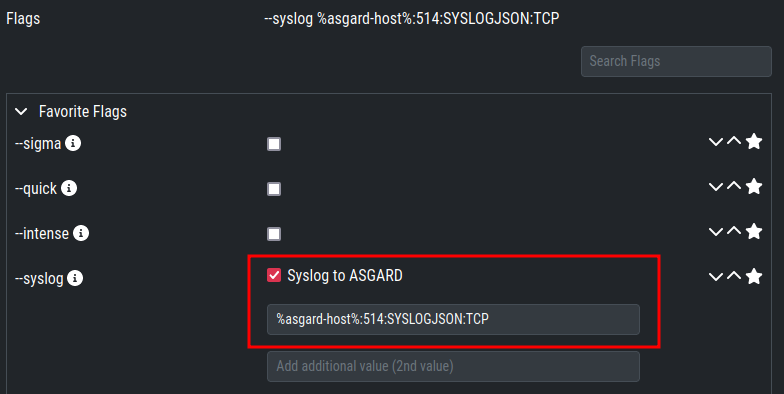 Flags --syslog %asgard-host%:514:SYSLOGJSON:TCP
Search Flags
Favorite Flags
--sigma
--quick
--intense
--syslog
Syslog to ASGARD
%asgard-host%:514:SYSLOGJSON:TCP
Add additional value (2nd value)